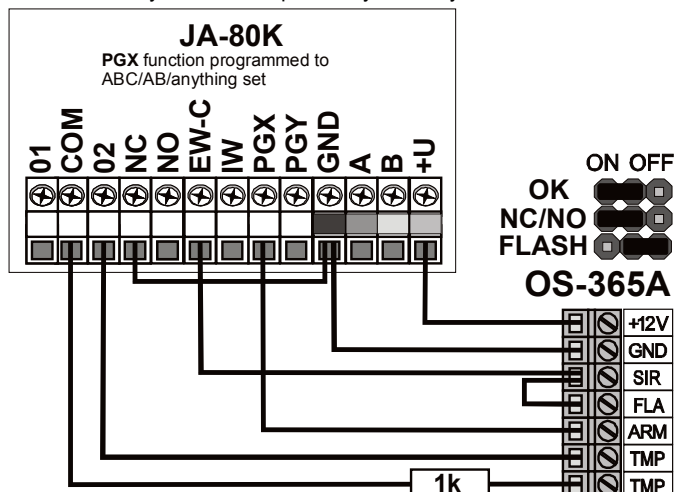 JA-80K
PGX function programmed to
ABC/AB/anything set
01 COM 02 NC NO EW-C IW PGX PGY GND A B +U
ON OFF
OK
NC/NO
FLASH
OS-365A
+12V
GND
SIR
FLA
ARM
TMP
1k TMP